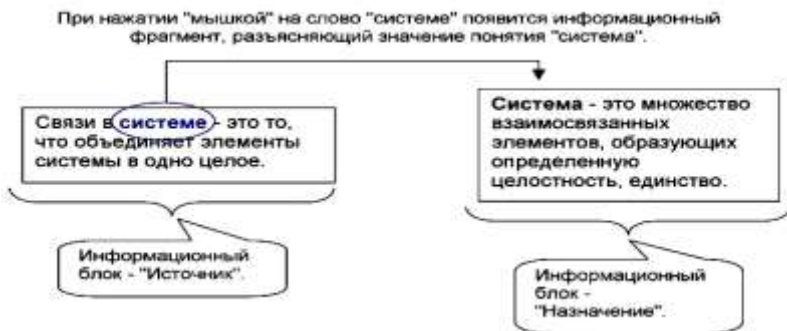 При нажатии "мышкой" на слово "системе" появится информационный
фрагмент, разъясняющий значение понятия "система".
Связи в системе - это то,
что объединяет элементы
системы в одно целое.
Система - это множество
взаимосвязанных
элементов, образующих
определенную
целостность, единство.
Информационный
блок - "Источник".
Информационный
блок -
"Назначение".